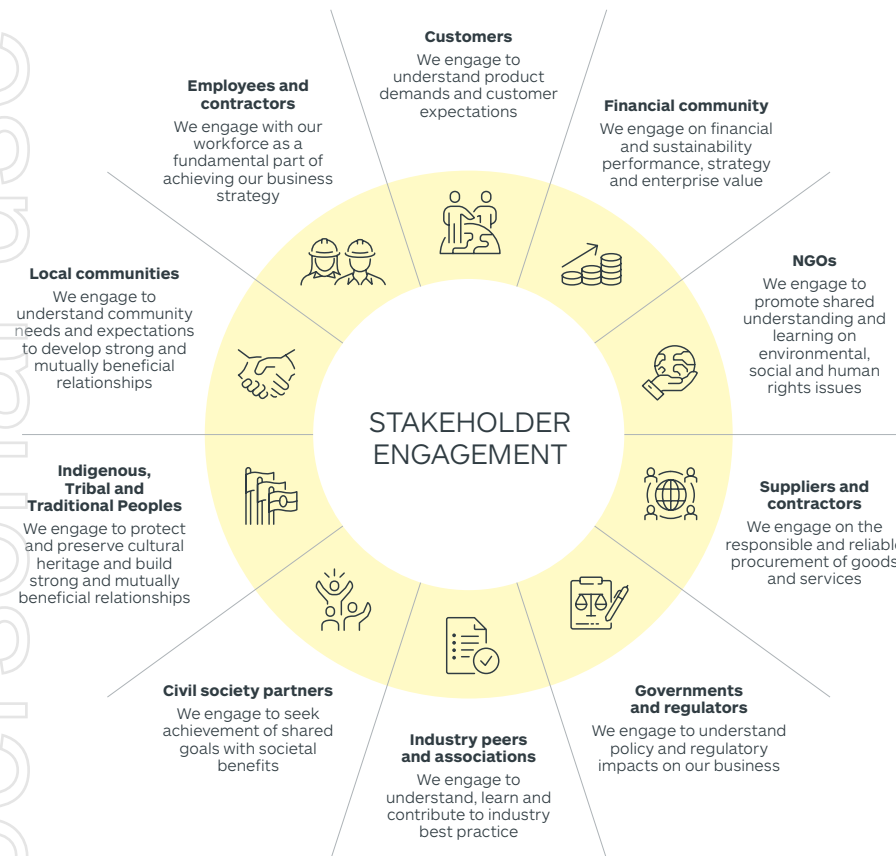 Customers
We engage to
understand product
demands and customer
expectations
Financial community
We engage on financial
and sustainability
performance, strategy
and enterprise value
NGOs
We engage to
promote shared
understanding and
learning on
environmental,
social and human
rights issues
Suppliers and
contractors
We engage on the
responsible and reliable
procurement of goods
and services
Governments
and regulators
We engage to understand
policy and regulatory
impacts on our business
Industry peers
and associations
We engage to
understand, learn and
contribute to industry
best practice
Civil society partners
We engage to seek
achievement of shared
goals with societal
benefits
Indigenous,
Tribal and
Traditional Peoples
We engage to protect
and preserve cultural
heritage and build
strong and mutually
beneficial relationships
Local communities
We engage to
understand community
needs and expectations
to develop strong and
mutually beneficial
relationships
Employees and
contractors
We engage with our
workforce as a
fundamental part of
achieving our business
strategy
STAKEHOLDER
ENGAGEMENT